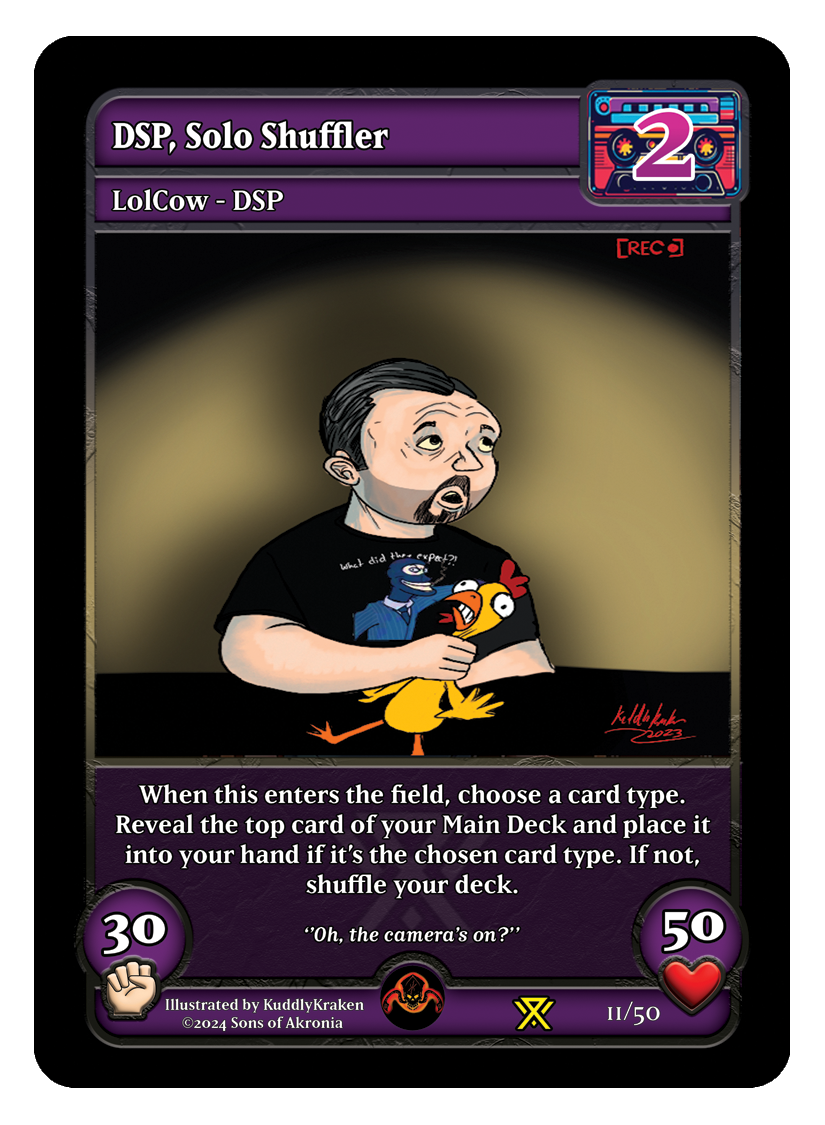 DSP, Solo Shuffler
2
LolCow - DSP
[REC●]
What did they expect?!
Kuddlykraken
2023
When this enters the field, choose a card type.
Reveal the top card of your Main Deck and place it
into your hand if it's the chosen card type. If not,
shuffle your deck.
30
50
‘’Oh, the camera's on?’’
Illustrated by KuddlyKraken
©2024 Sons of Akronia
11/50